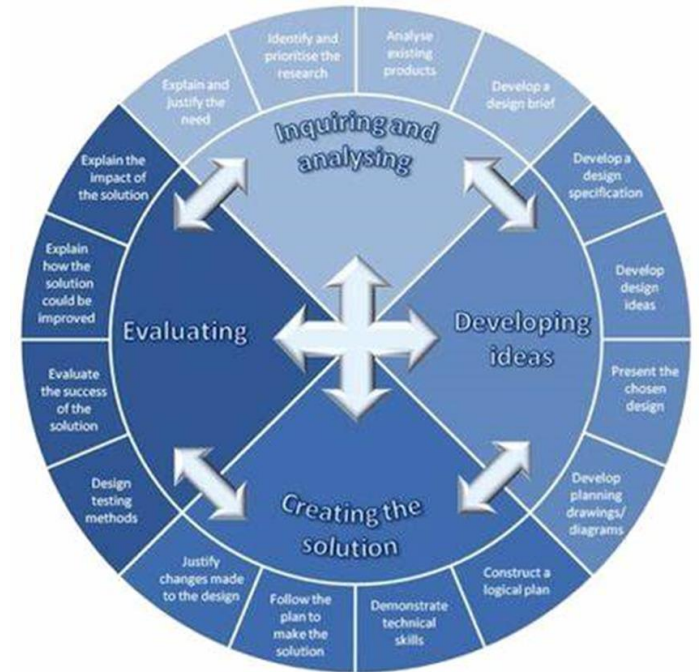 Explain and
justify the
need
Identify and
prioritise the
research
Analyse
existing
products
Develop a
design brief
Inquiring and
analysing
Develop a
design
specification
Develop
design
ideas
Present the
chosen
design
Develop
planning
drawings/
diagrams
Developing
ideas
Construct a
logical plan
Demonstrate
technical
skills
Follow the
plan to
make the
solution
Justify
changes made
to the design
Creating the
solution
Design
testing
methods
Evaluate
the success
of the
solution
Explain
how the
solution
could be
improved
Explain the
impact of
the solution
Evaluating